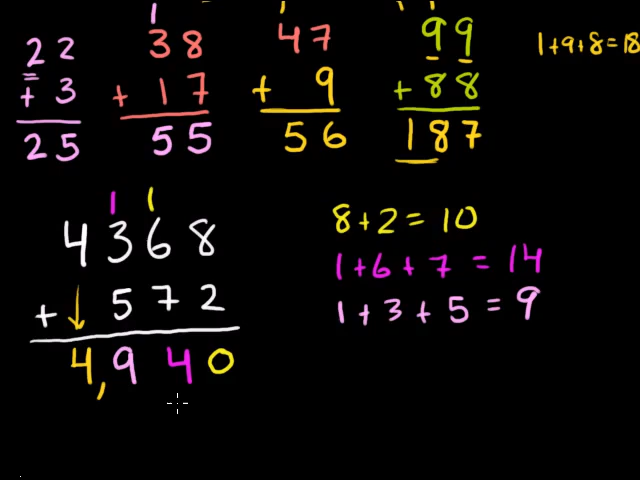 1
22 38 47 99 1+9+8=18
+ 3 + 17 + 9 + 88
25 55 56 187
1 1
4368 8+2=10
1+6+7=14
+ 572 1+3+5=9
4,940